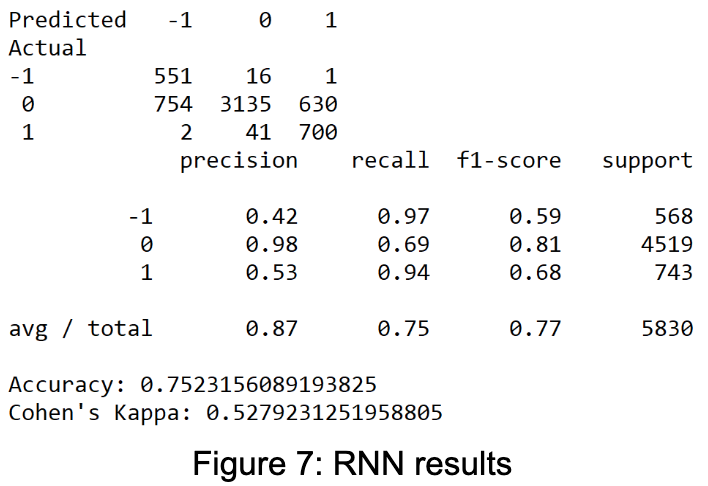 Predicted -1 0 1
Actual
-1 551 16 1
0 754 3135 630
1 2 41 700
precision recall f1-score support
-1 0.42 0.97 0.59 568
0 0.98 0.69 0.81 4519
1 0.53 0.94 0.68 743
avg / total 0.87 0.75 0.77 5830
Accuracy: 0.7523156089193825
Cohen's Kappa: 0.5279231251958805
Figure 7: RNN results